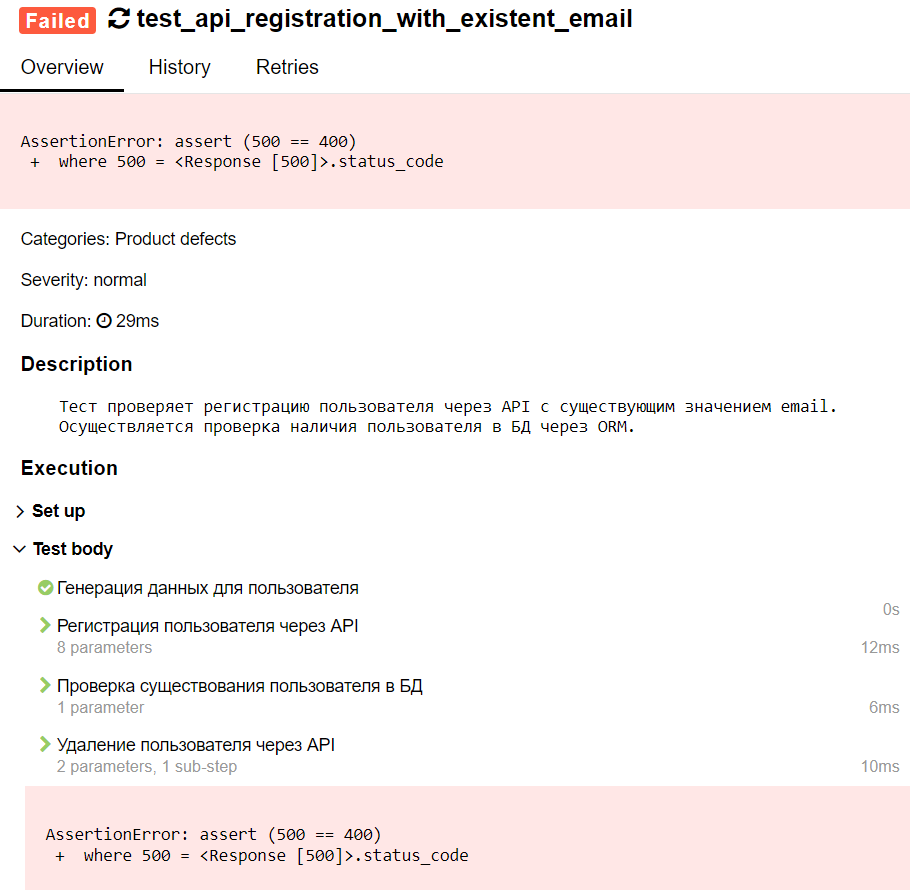 Failed test_api_registration_with_existent_email
Overview History Retries
AssertionError: assert (500 == 400)
+ where 500 = <Response [500]>.status_code
Categories: Product defects
Severity: normal
Duration: 29ms
Description
Тест проверяет регистрацию пользователя через API с существующим значением email.
Осуществляется проверка наличия пользователя в БД через ORM.
Execution
Set up
Test body
Генерация данных для пользователя
0s
Регистрация пользователя через API
8 parameters 12ms
Проверка существования пользователя в БД
1 parameter 6ms
Удаление пользователя через API
2 parameters, 1 sub-step 10ms
AssertionError: assert (500 == 400)
+ where 500 = <Response [500]>.status_code